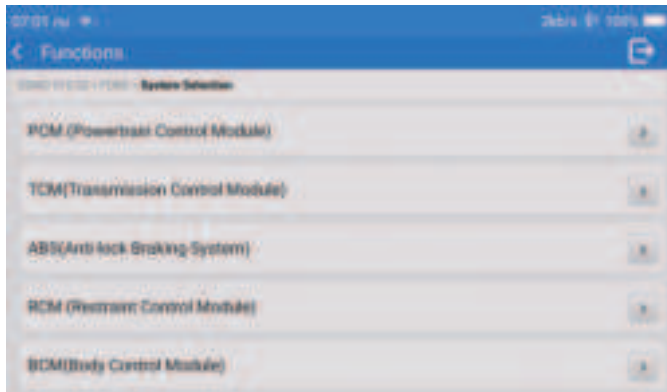 Functions
System Selection
PCM (Powertrain Control Module)
TCM(Transmission Control Module)
ABS(Anti-lock Braking System)
RCM (Restraint Control Module)
BCM(Body Control Module)